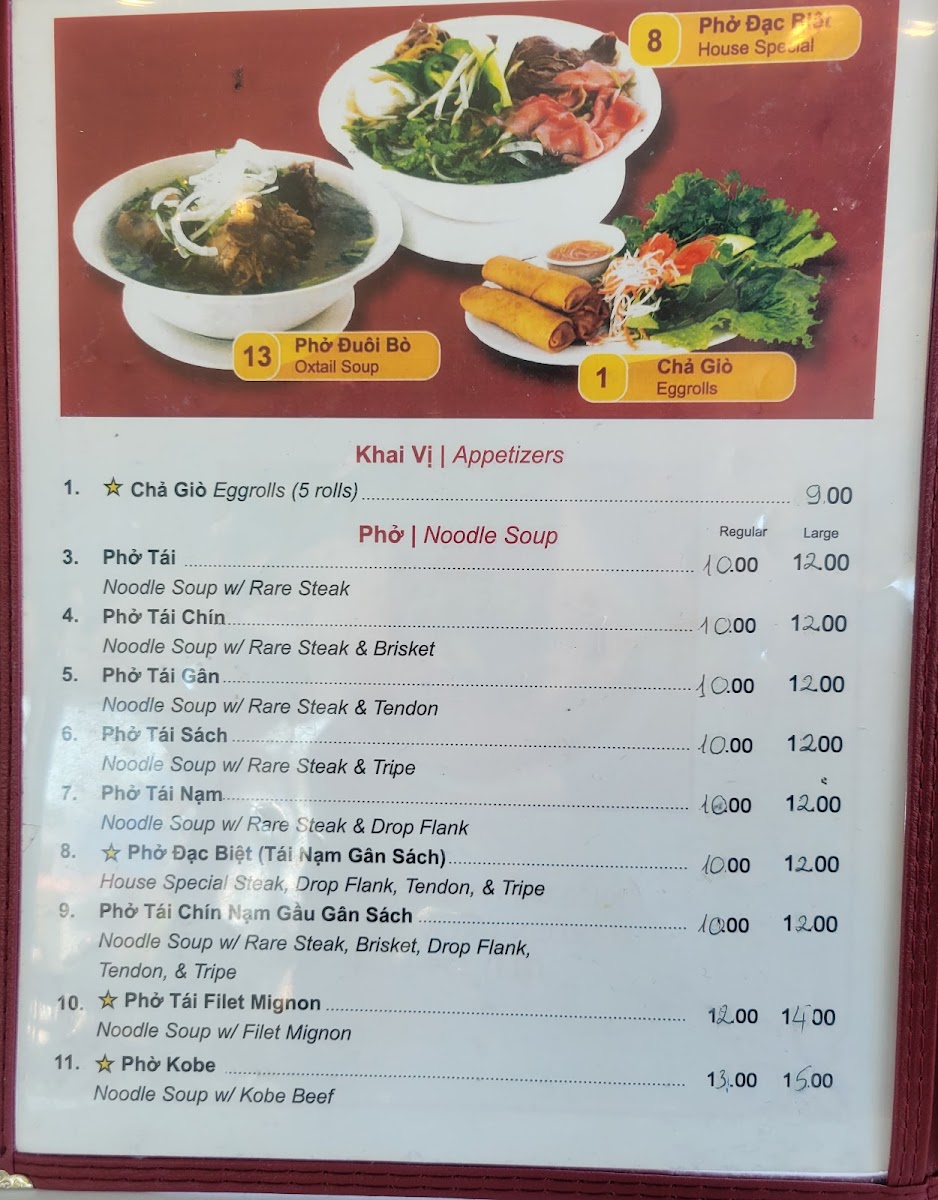 8 Phở Đạc Biệt
House Special
13 Phở Đuôi Bò
Oxtail Soup
1 Chả Giò
Eggrolls
Khai Vị | Appetizers
1. Chả Giò Eggrolls (5 rolls) 9.00
Phở | Noodle Soup Regular Large
3. Phở Tái 10.00 12.00
Noodle Soup w/ Rare Steak
4. Phở Tái Chín 10.00 12.00
Noodle Soup w/ Rare Steak & Brisket
5. Phở Tái Gân 10.00 12.00
Noodle Soup w/ Rare Steak & Tendon
6. Phở Tái Sách 10.00 12.00
Noodle Soup w/ Rare Steak & Tripe
7. Phở Tái Nạm 10.00 12.00
Noodle Soup w/ Rare Steak & Drop Flank
8. Phở Đạc Biệt (Tái Nạm Gân Sách) 10.00 12.00
House Special Steak, Drop Flank, Tendon, & Tripe
9. Phở Tái Chín Nạm Gầu Gân Sách 10.00 12.00
Noodle Soup w/ Rare Steak, Brisket, Drop Flank,
Tendon, & Tripe
10. Phở Tái Filet Mignon 12.00 14.00
Noodle Soup w/ Filet Mignon
11. Phờ Kobe 13.00 15.00
Noodle Soup w/ Kobe Beef